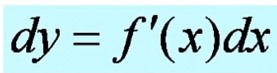 dy = f'(x)dx